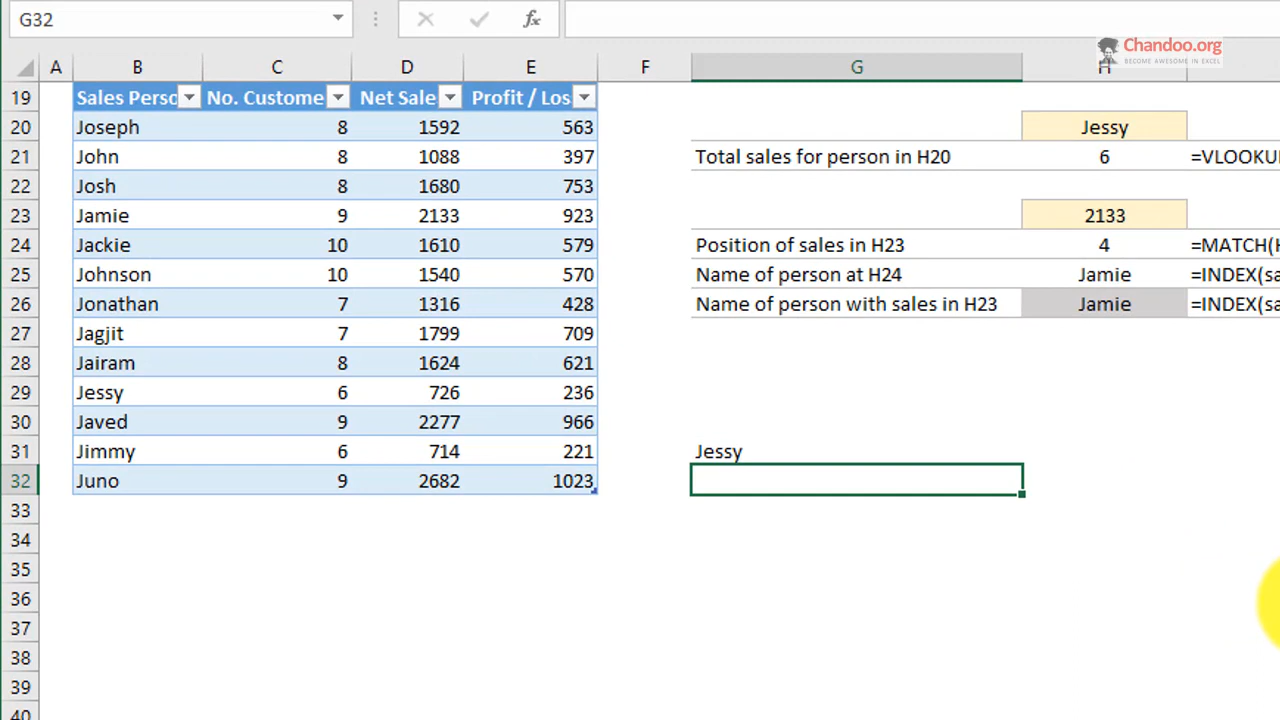 G32
fx
Chandoo.org
BECOME AWESOME IN EXCEL
A B C D E F G H
19 Sales Perso No. Custome Net Sale Profit / Los
20 Joseph 8 1592 563 Jessy
21 John 8 1088 397 Total sales for person in H20 6 =VLOOKU
22 Josh 8 1680 753
23 Jamie 9 2133 923 2133
24 Jackie 10 1610 579 Position of sales in H23 4 =MATCH(H
25 Johnson 10 1540 570 Name of person at H24 Jamie =INDEX(sa
26 Jonathan 7 1316 428 Name of person with sales in H23 Jamie =INDEX(sa
27 Jagjit 7 1799 709
28 Jairam 8 1624 621
29 Jessy 6 726 236
30 Javed 9 2277 966
31 Jimmy 6 714 221 Jessy
32 Juno 9 2682 1023
33
34
35
36
37
38
39
40